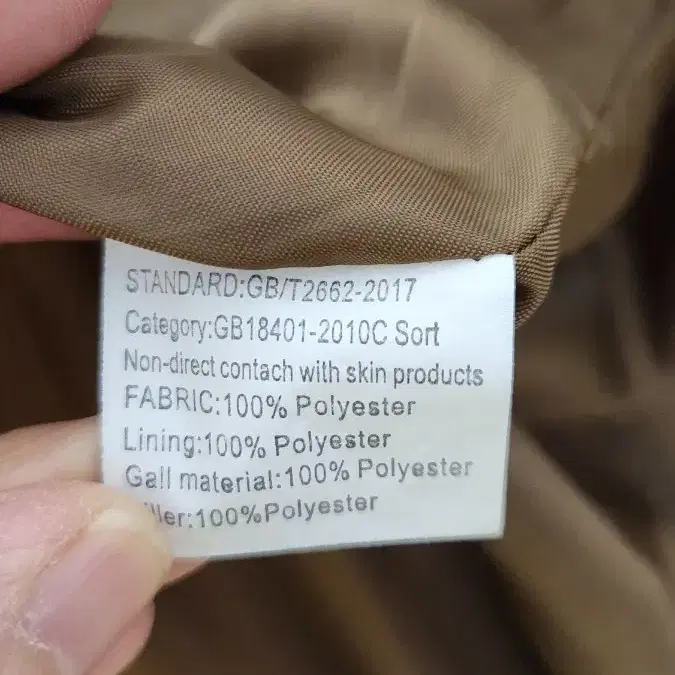 STANDARD:GB/T2662-2017
Category:GB18401-2010C Sort
Non-direct contach with skin products
FABRIC:100% Polyester
Lining:100% Polyester
Gall material:100% Polyester
ller:100%Polyester